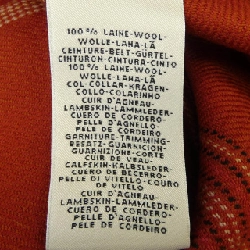 100 % LAINE-WOOL
WOLLE-LANA-LÃ
CEINTURE-BELT-GÜRTEL-
CINTURON-CINTURA-CINTO
100 % LAINE-WOOL
WOLLE-LANA-LÃ
COL-COLLAR-KRAGEN-
COLLO-COLARINHO
CUIR D'AGNEAU-
LAMBSKIN-LAMMLEDER-
CUERO DE CORDERO-
PELLE D'AGNELLO-
PELE DE CORDEIRO
GARNITURE-TRIMMING-
BESATZ-GUARNICIÓN-
GUARNIZIONE-GUARNIÇÃO
CUIR DE VEAU-
CALFSKIN-KALBSLEDER-
CUERO DE BECERRO-
PELLE DI VITELLO-COURO
DE VITELO
CUIR D'AGNEAU-
LAMBSKIN-LAMMLEDER-
CUERO DE CORDERO-
PELLE D'AGNELLO-
PELE DE CORDEIRO